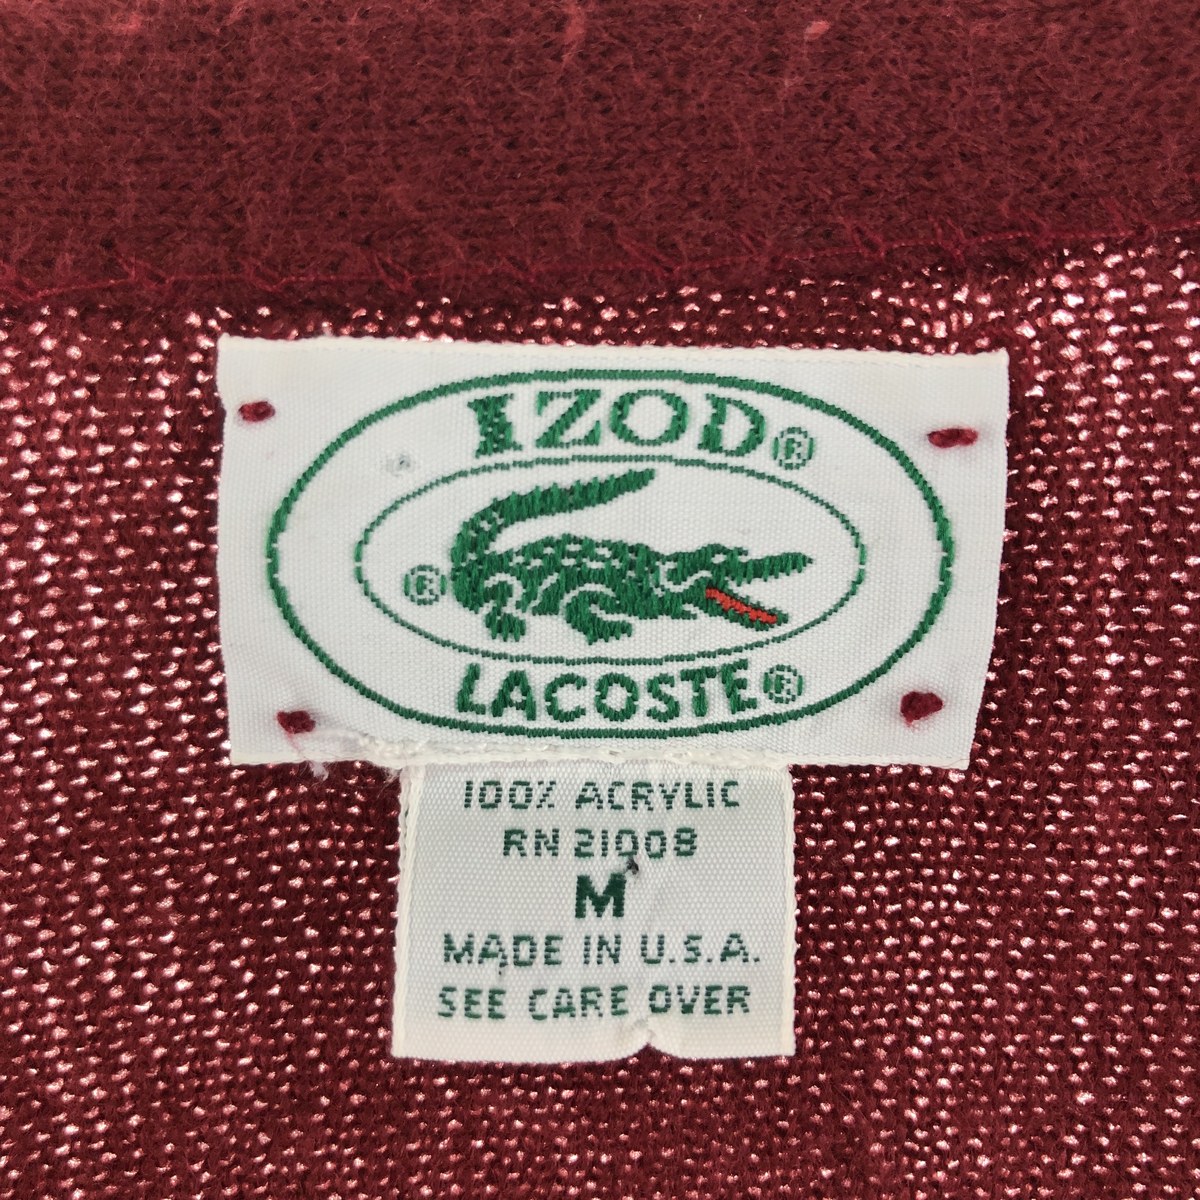 IZOD®
®
LACOSTE®
100% ACRYLIC
RN 21008
M
MADE IN U.S.A.
SEE CARE OVER